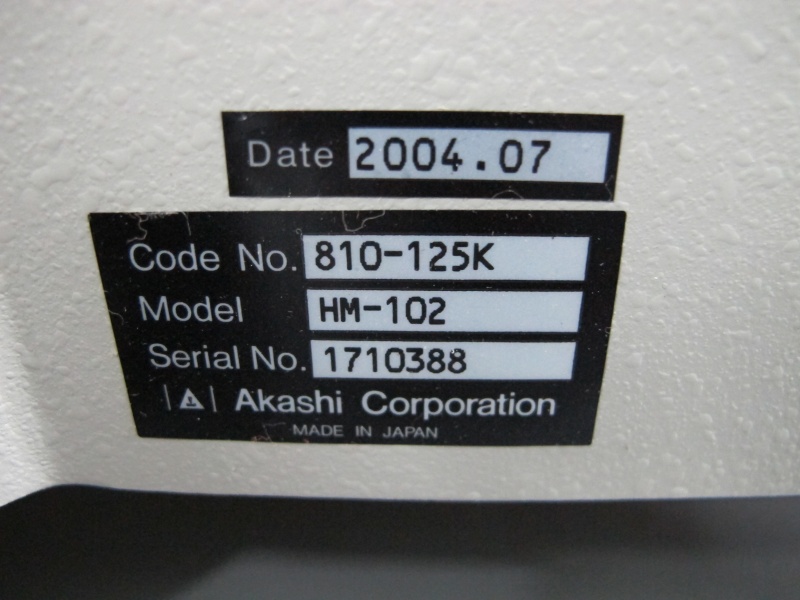 Date 2004.07
Code No. 810-125K
Model HM-102
Serial No. 1710388
Akashi Corporation
MADE IN JAPAN